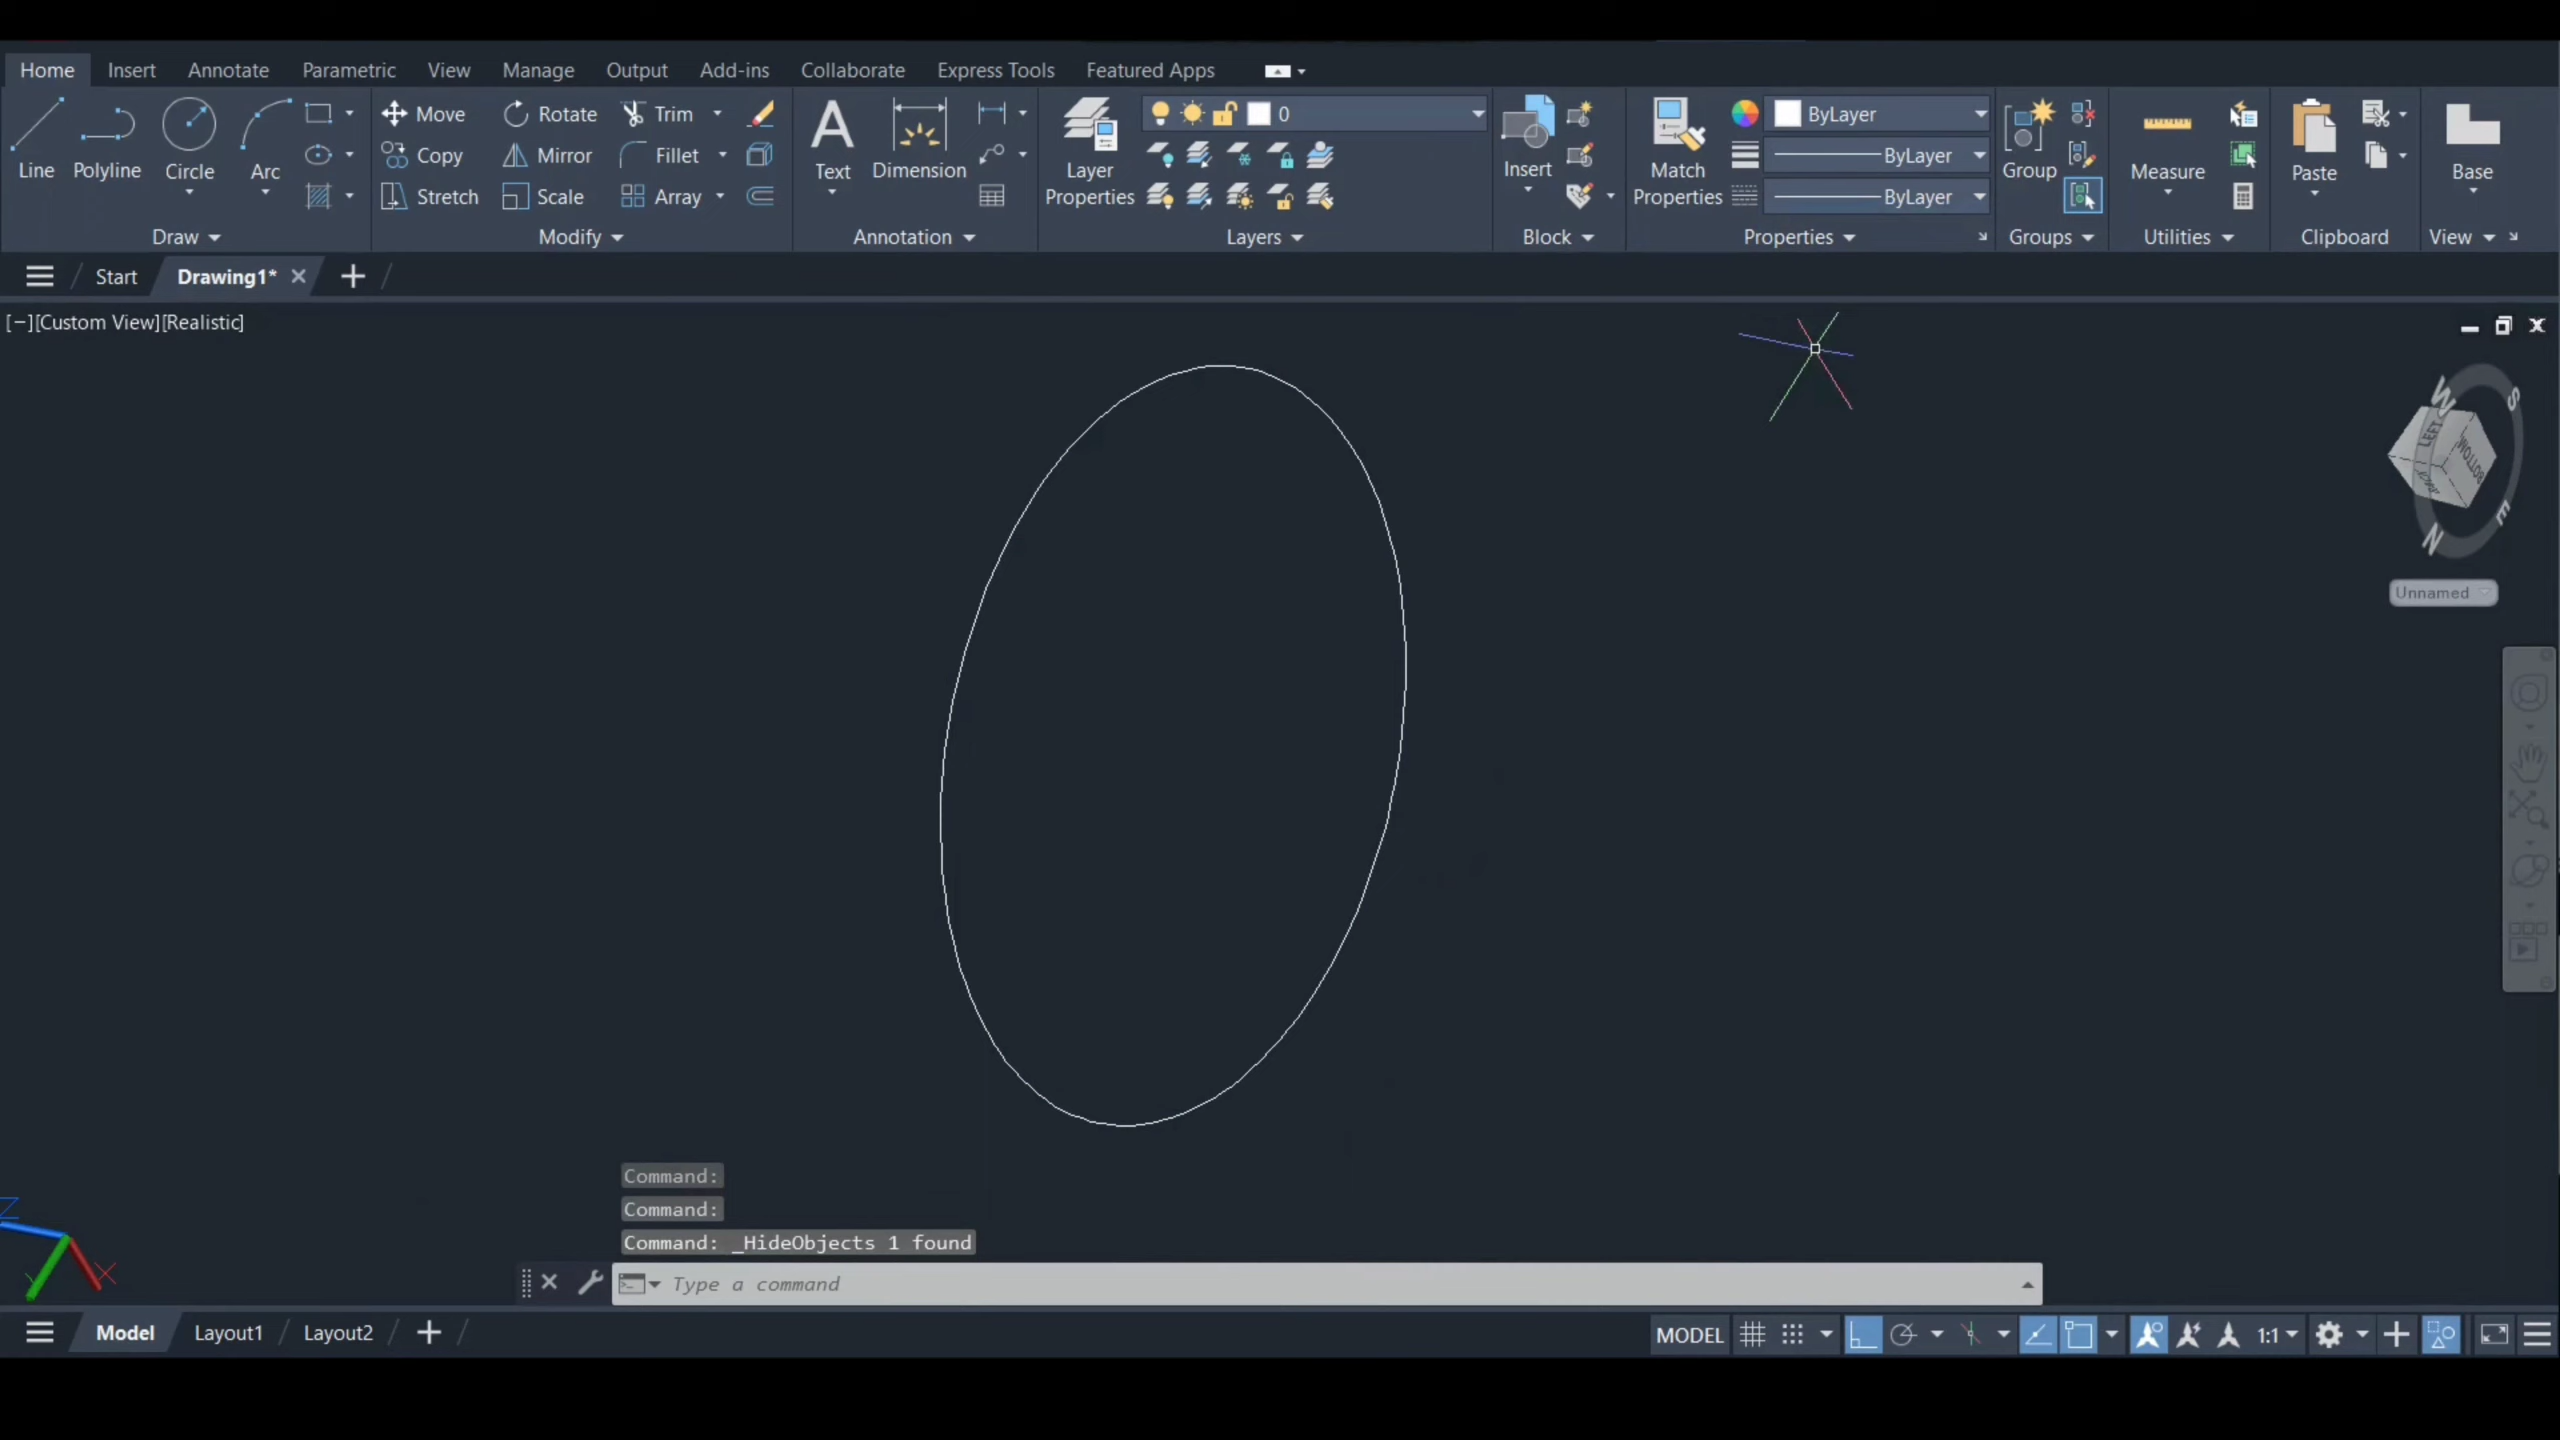 Home Insert Annotate Parametric View Manage Output Add-ins Collaborate Express Tools Featured Apps
Line Polyline Circle Arc
Move Rotate Trim
Copy Mirror Fillet
Stretch Scale Array
Text Dimension
Layer Properties
0
Insert
Match Properties
ByLayer
ByLayer
ByLayer
Group
Measure
Paste
Base
Draw Modify Annotation Layers Block Properties Groups Utilities Clipboard View
Start Drawing1*
[−][Custom View][Realistic]
W S
LEFT BOTTOM
N E
Unnamed
Command:
Command:
Command: _HideObjects 1 found
Type a command
Z
Y X
Model Layout1 Layout2
MODEL 1:1